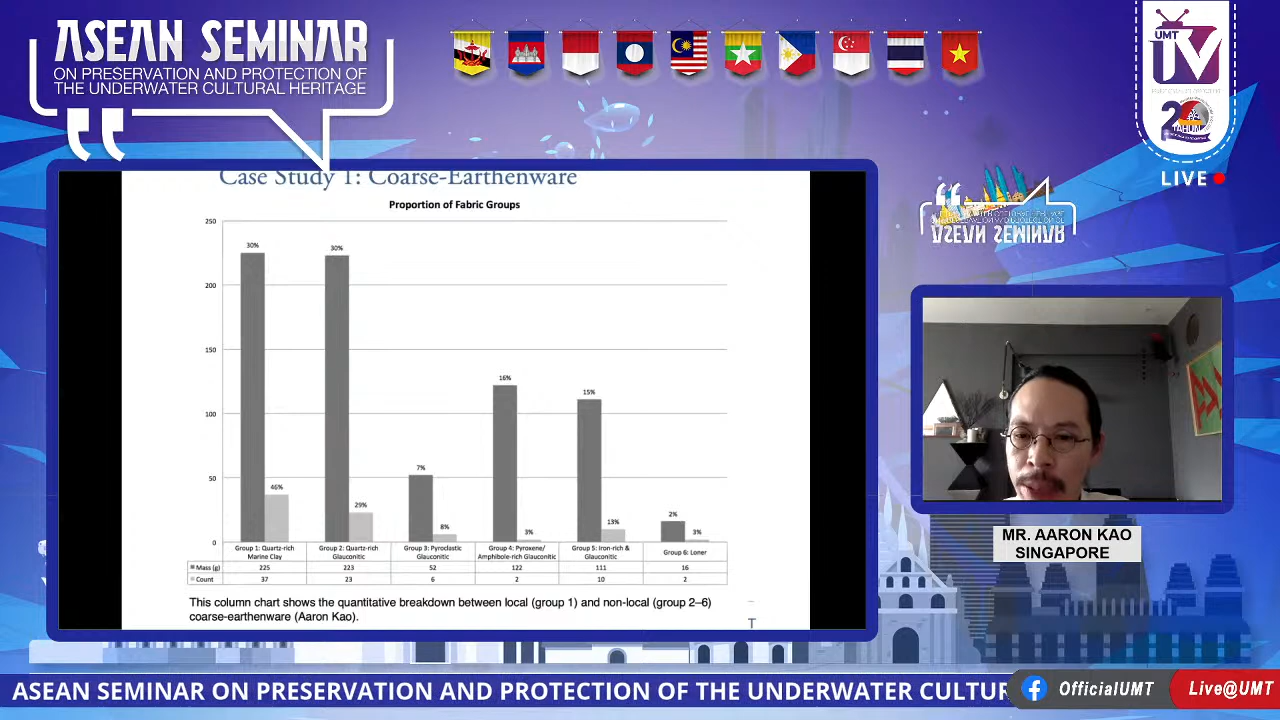 ASEAN SEMINAR
ON PRESERVATION AND PROTECTION OF
THE UNDERWATER CULTURAL HERITAGE
UMT
TV
20
TAHUN
LIVE
Case Study 1: Coarse-Earthenware
Proportion of Fabric Groups
250
200
150
100
50
0
30%
46%
30%
29%
7%
8%
16%
3%
15%
13%
2%
3%
Group 1: Quartz-rich Marine Clay
Group 2: Quartz-rich Glauconitic
Group 3: Pyroclastic Glauconitic
Group 4: Pyroxene/ Amphibole-rich Glauconitic
Group 5: Iron-rich & Glauconitic
Group 6: Loner
Mass (g) 225 223 52 122 111 16
Count 37 23 6 2 10 2
This column chart shows the quantitative breakdown between local (group 1) and non-local (group 2–6)
coarse-earthenware (Aaron Kao).
T
ASEAN SEMINAR
MR. AARON KAO
SINGAPORE
ASEAN SEMINAR ON PRESERVATION AND PROTECTION OF THE UNDERWATER CULTUR
OfficialUMT
Live@UMT